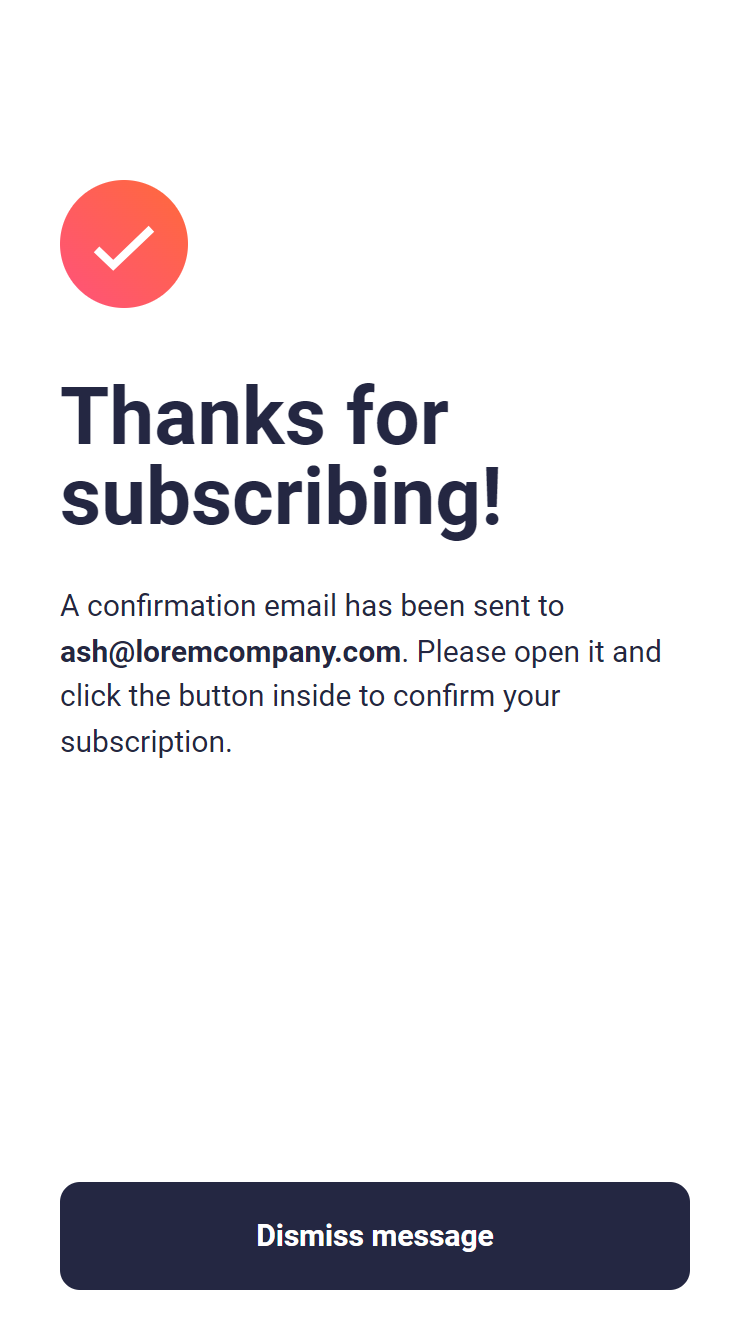 Thanks for
subscribing!
A confirmation email has been sent to
ash@loremcompany.com. Please open it and
click the button inside to confirm your
subscription.
Dismiss message